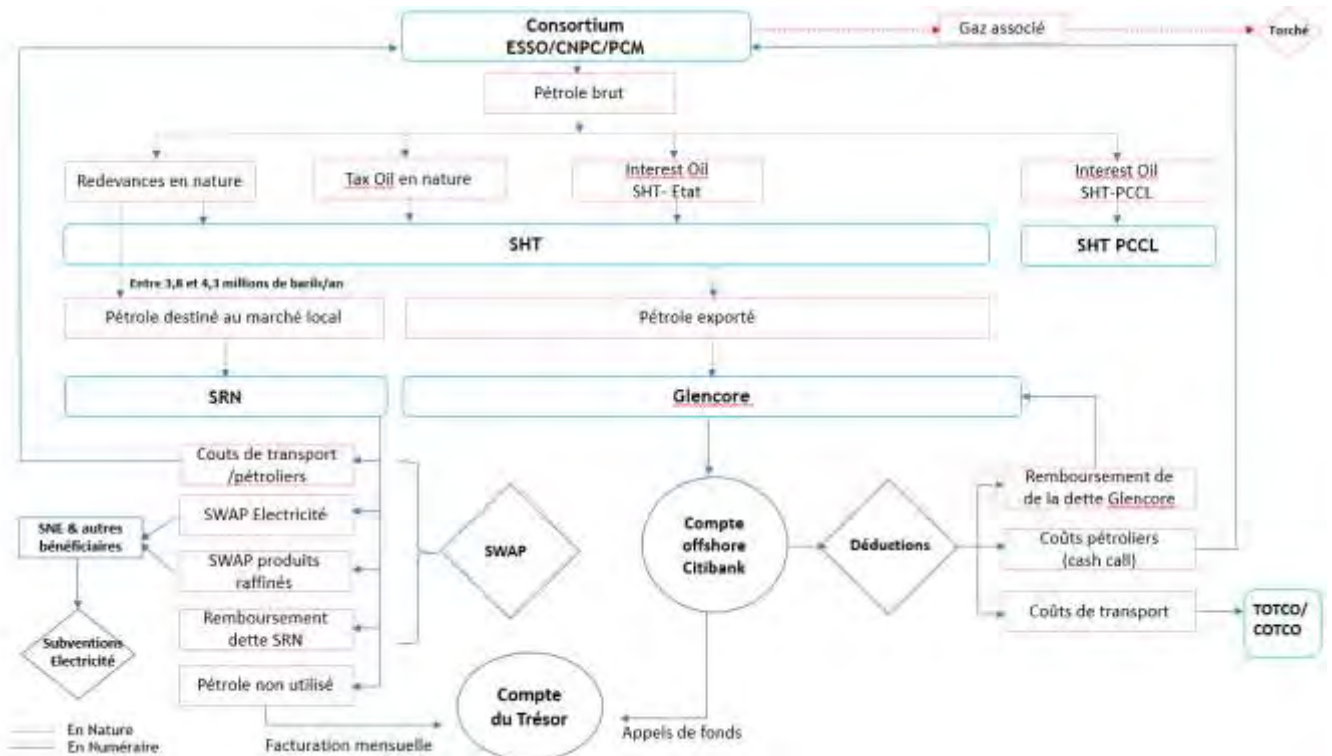 Consortium
ESSO/CNPC/PCM
Gaz associé
Torché
Pétrole brut
Redevances en nature
Tax Oil en nature
Interest Oil
SHT- Etat
Interest Oil
SHT-PCCL
SHT
SHT PCCL
Entre 3,8 et 4,3 millions de barils/an
Pétrole destiné au marché local
Pétrole exporté
SRN
Glencore
Couts de transport
/pétroliers
SWAP Electricité
SNE & autres
bénéficiaires
SWAP produits
raffinés
Remboursement
dette SRN
Pétrole non utilisé
Subventions
Electricité
SWAP
Compte
offshore
Citibank
Déductions
Remboursement de
de la dette Glencore
Coûts pétroliers
(cash call)
Coûts de transport
TOTCO/
COTCO
Compte
du Trésor
Appels de fonds
Facturation mensuelle
En Nature
En Numéraire